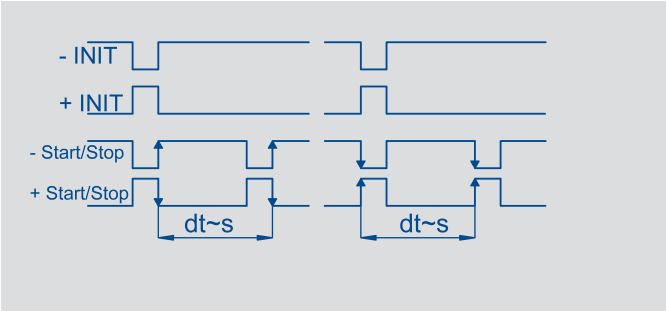 - INIT
+ INIT
- Start/Stop
+ Start/Stop
dt~s dt~s